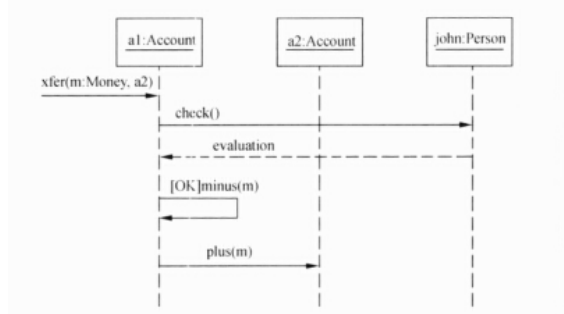 a1:Account
a2:Account
john:Person
xfer(m:Money, a2)
check()
evaluation
[OK]minus(m)
plus(m)